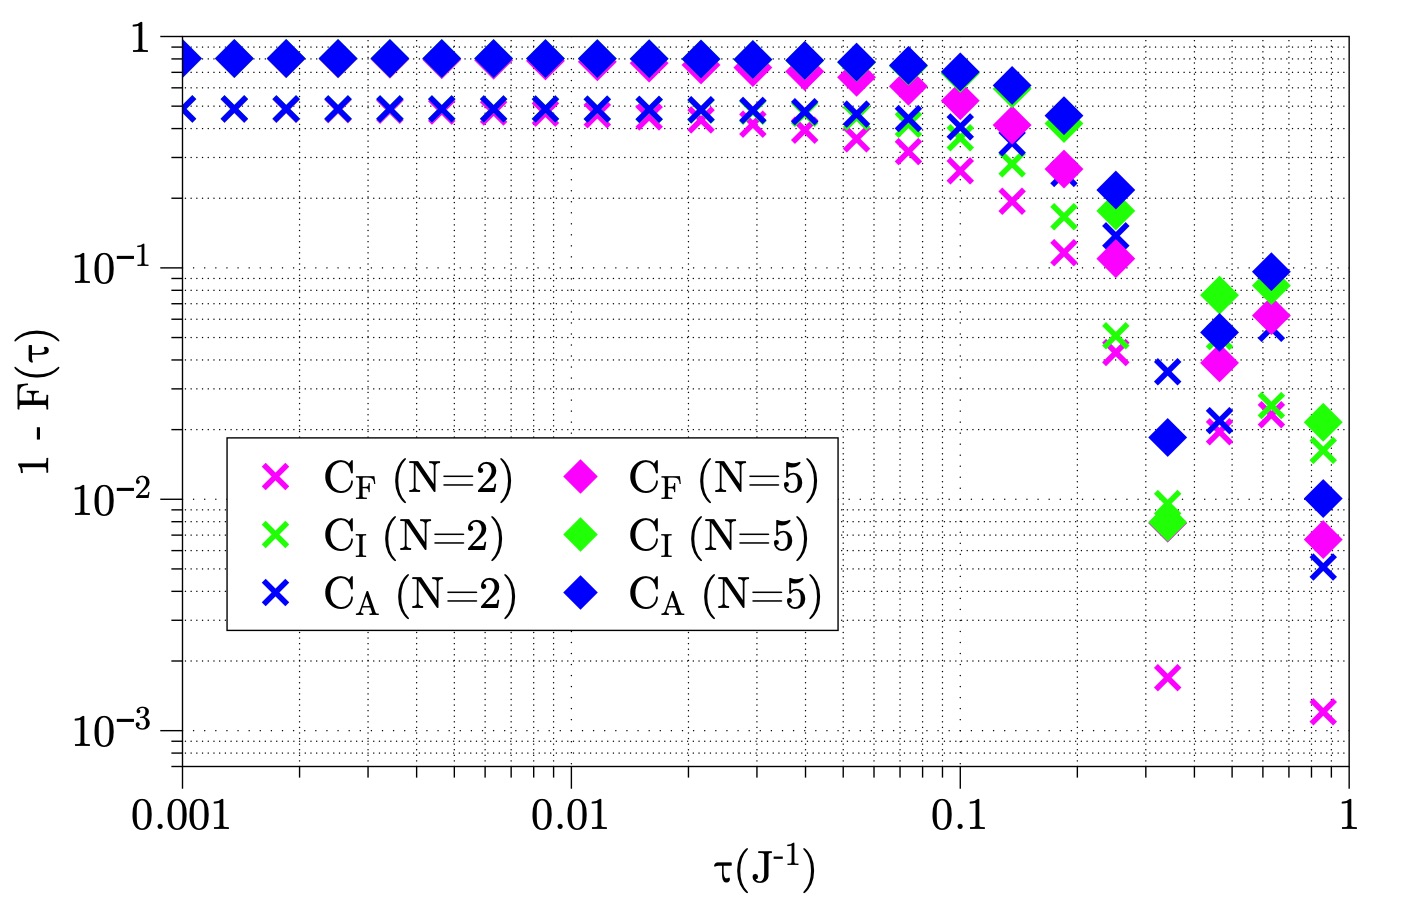 1
10⁻¹
10⁻²
10⁻³
1 - F(τ)
C_F (N=2)
C_F (N=5)
C_I (N=2)
C_I (N=5)
C_A (N=2)
C_A (N=5)
0.001
0.01
0.1
1
τ(J⁻¹)